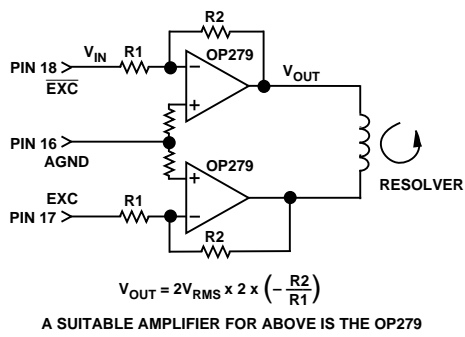 R2
OP279
V_IN R1
PIN 18
EXC
V_OUT
PIN 16
AGND
OP279
RESOLVER
EXC
PIN 17
R1
R2
V_OUT = 2V_RMS x 2 x (− R2/R1)
A SUITABLE AMPLIFIER FOR ABOVE IS THE OP279